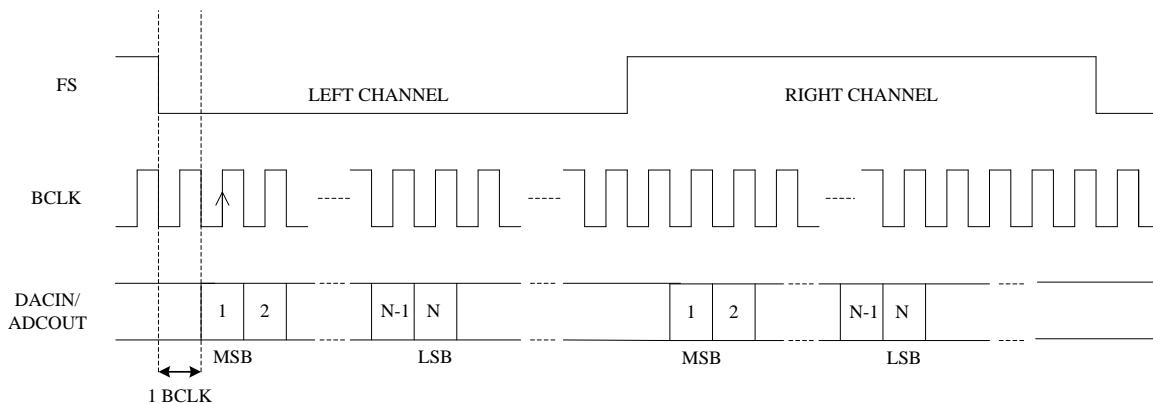 FS
LEFT CHANNEL
RIGHT CHANNEL
BCLK
DACIN/
ADCOUT
1
2
N-1
N
1
2
N-1
N
MSB
LSB
MSB
LSB
1 BCLK